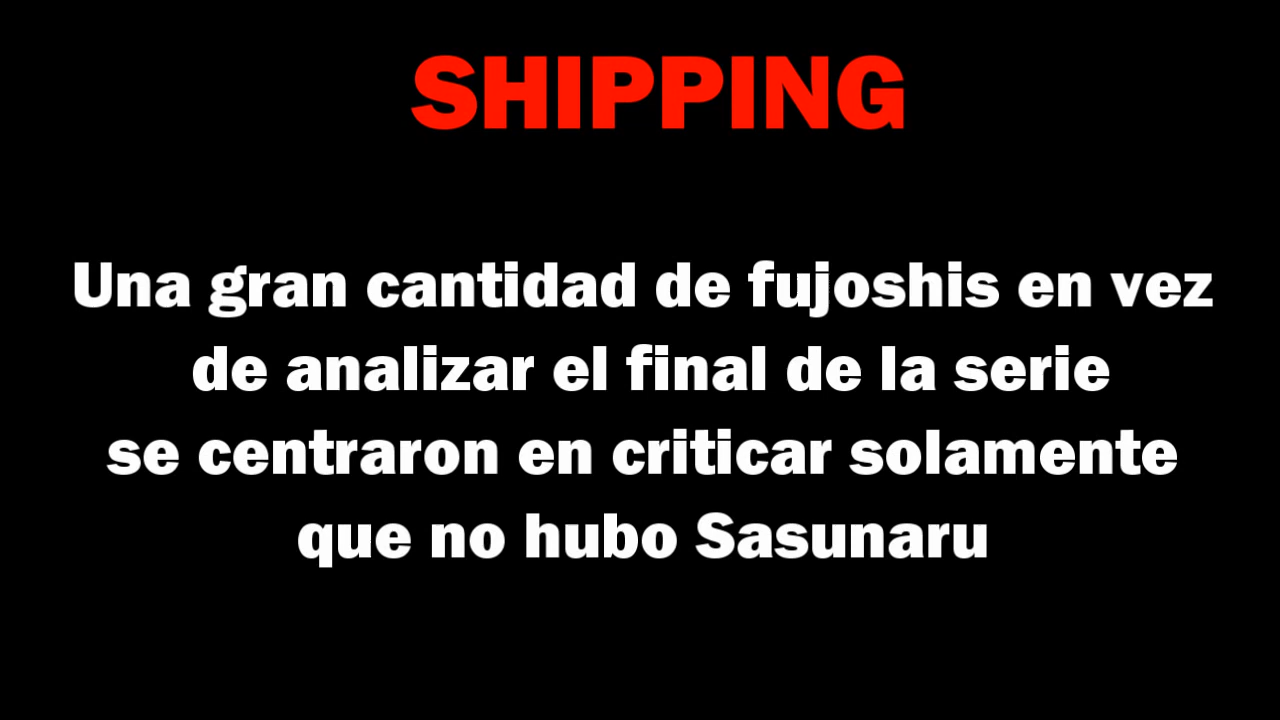 SHIPPING
Una gran cantidad de fujoshis en vez
de analizar el final de la serie
se centraron en criticar solamente
que no hubo Sasunaru